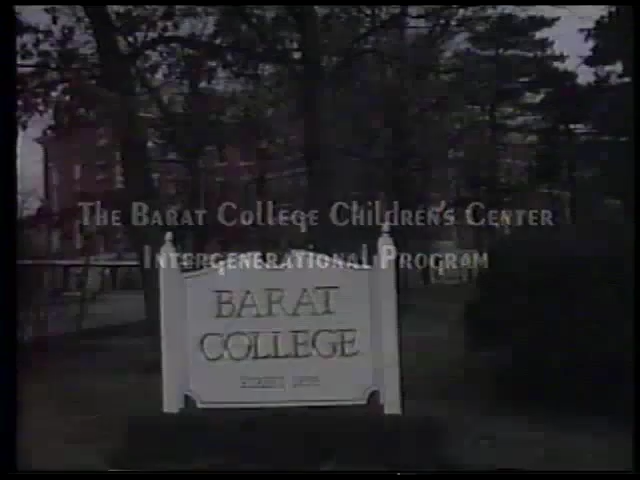 The Barat College Children's Center
Intergenerational Program
BARAT
COLLEGE